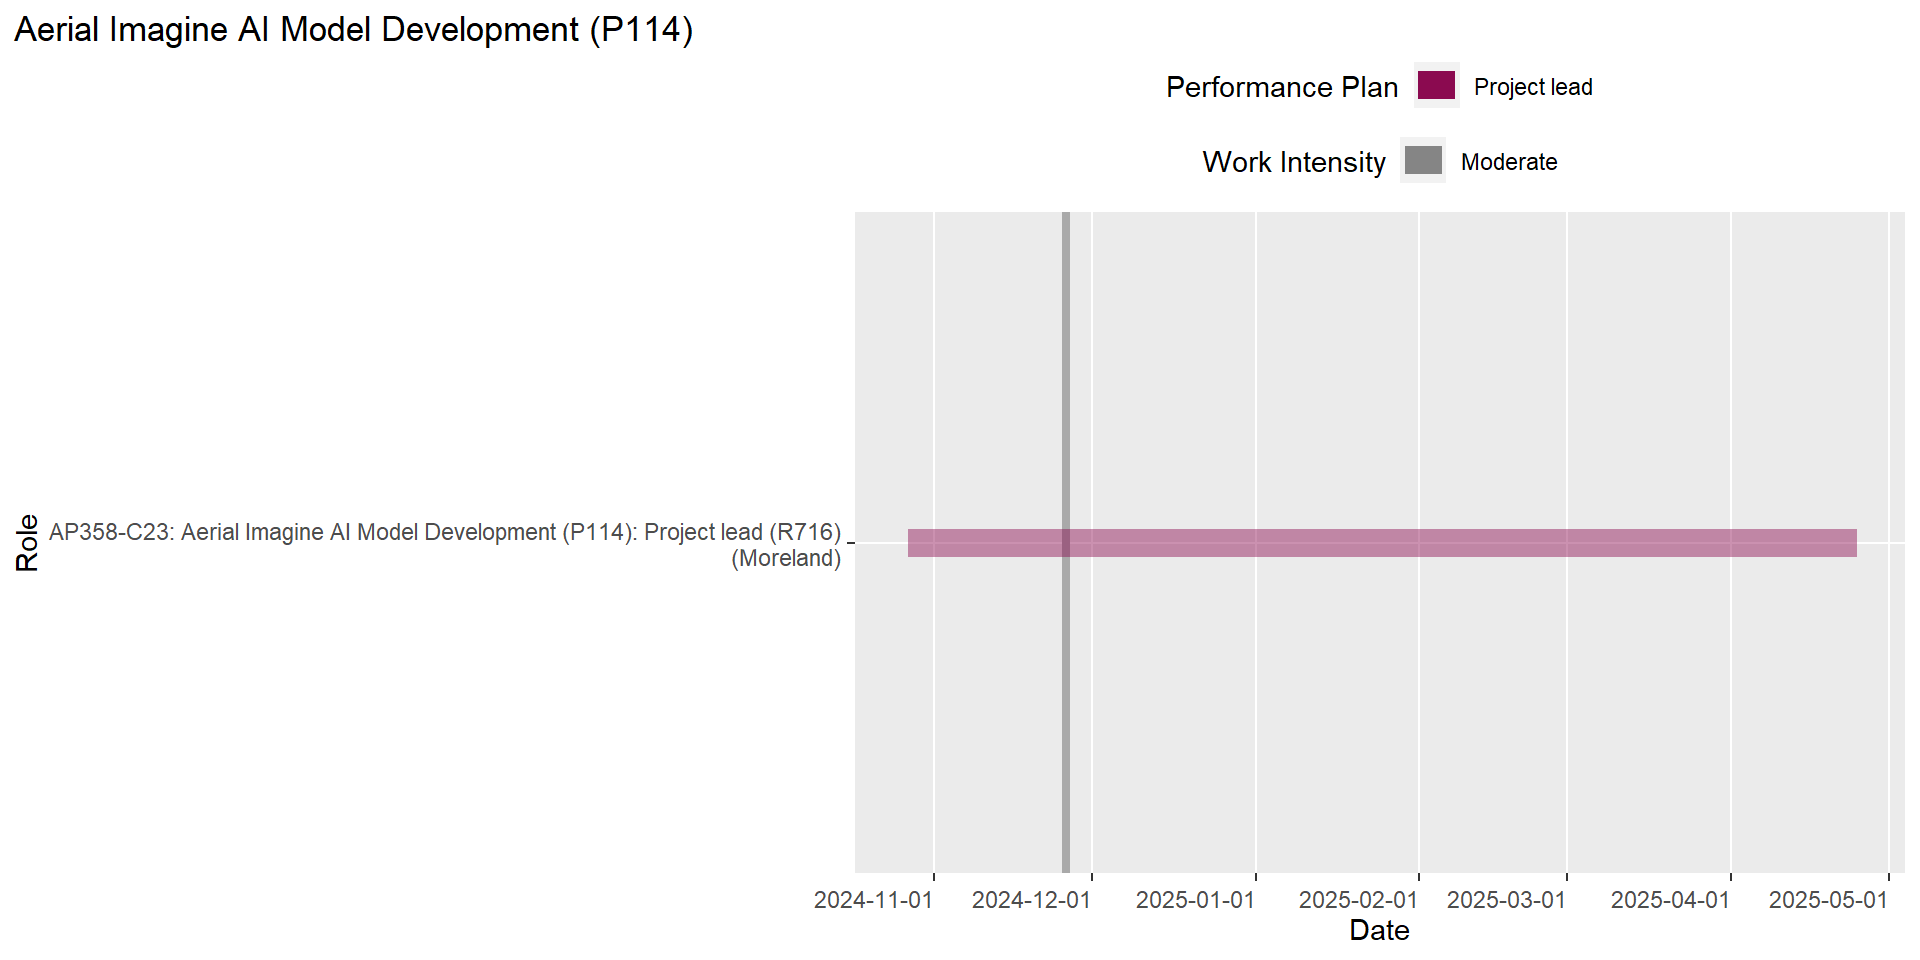 Aerial Imagine AI Model Development (P114)
Performance Plan
Project lead
Work Intensity
Moderate
Role
AP358-C23: Aerial Imagine AI Model Development (P114): Project lead (R716)
(Moreland)
2024-11-01
2024-12-01
2025-01-01
2025-02-01
2025-03-01
2025-04-01
2025-05-01
Date